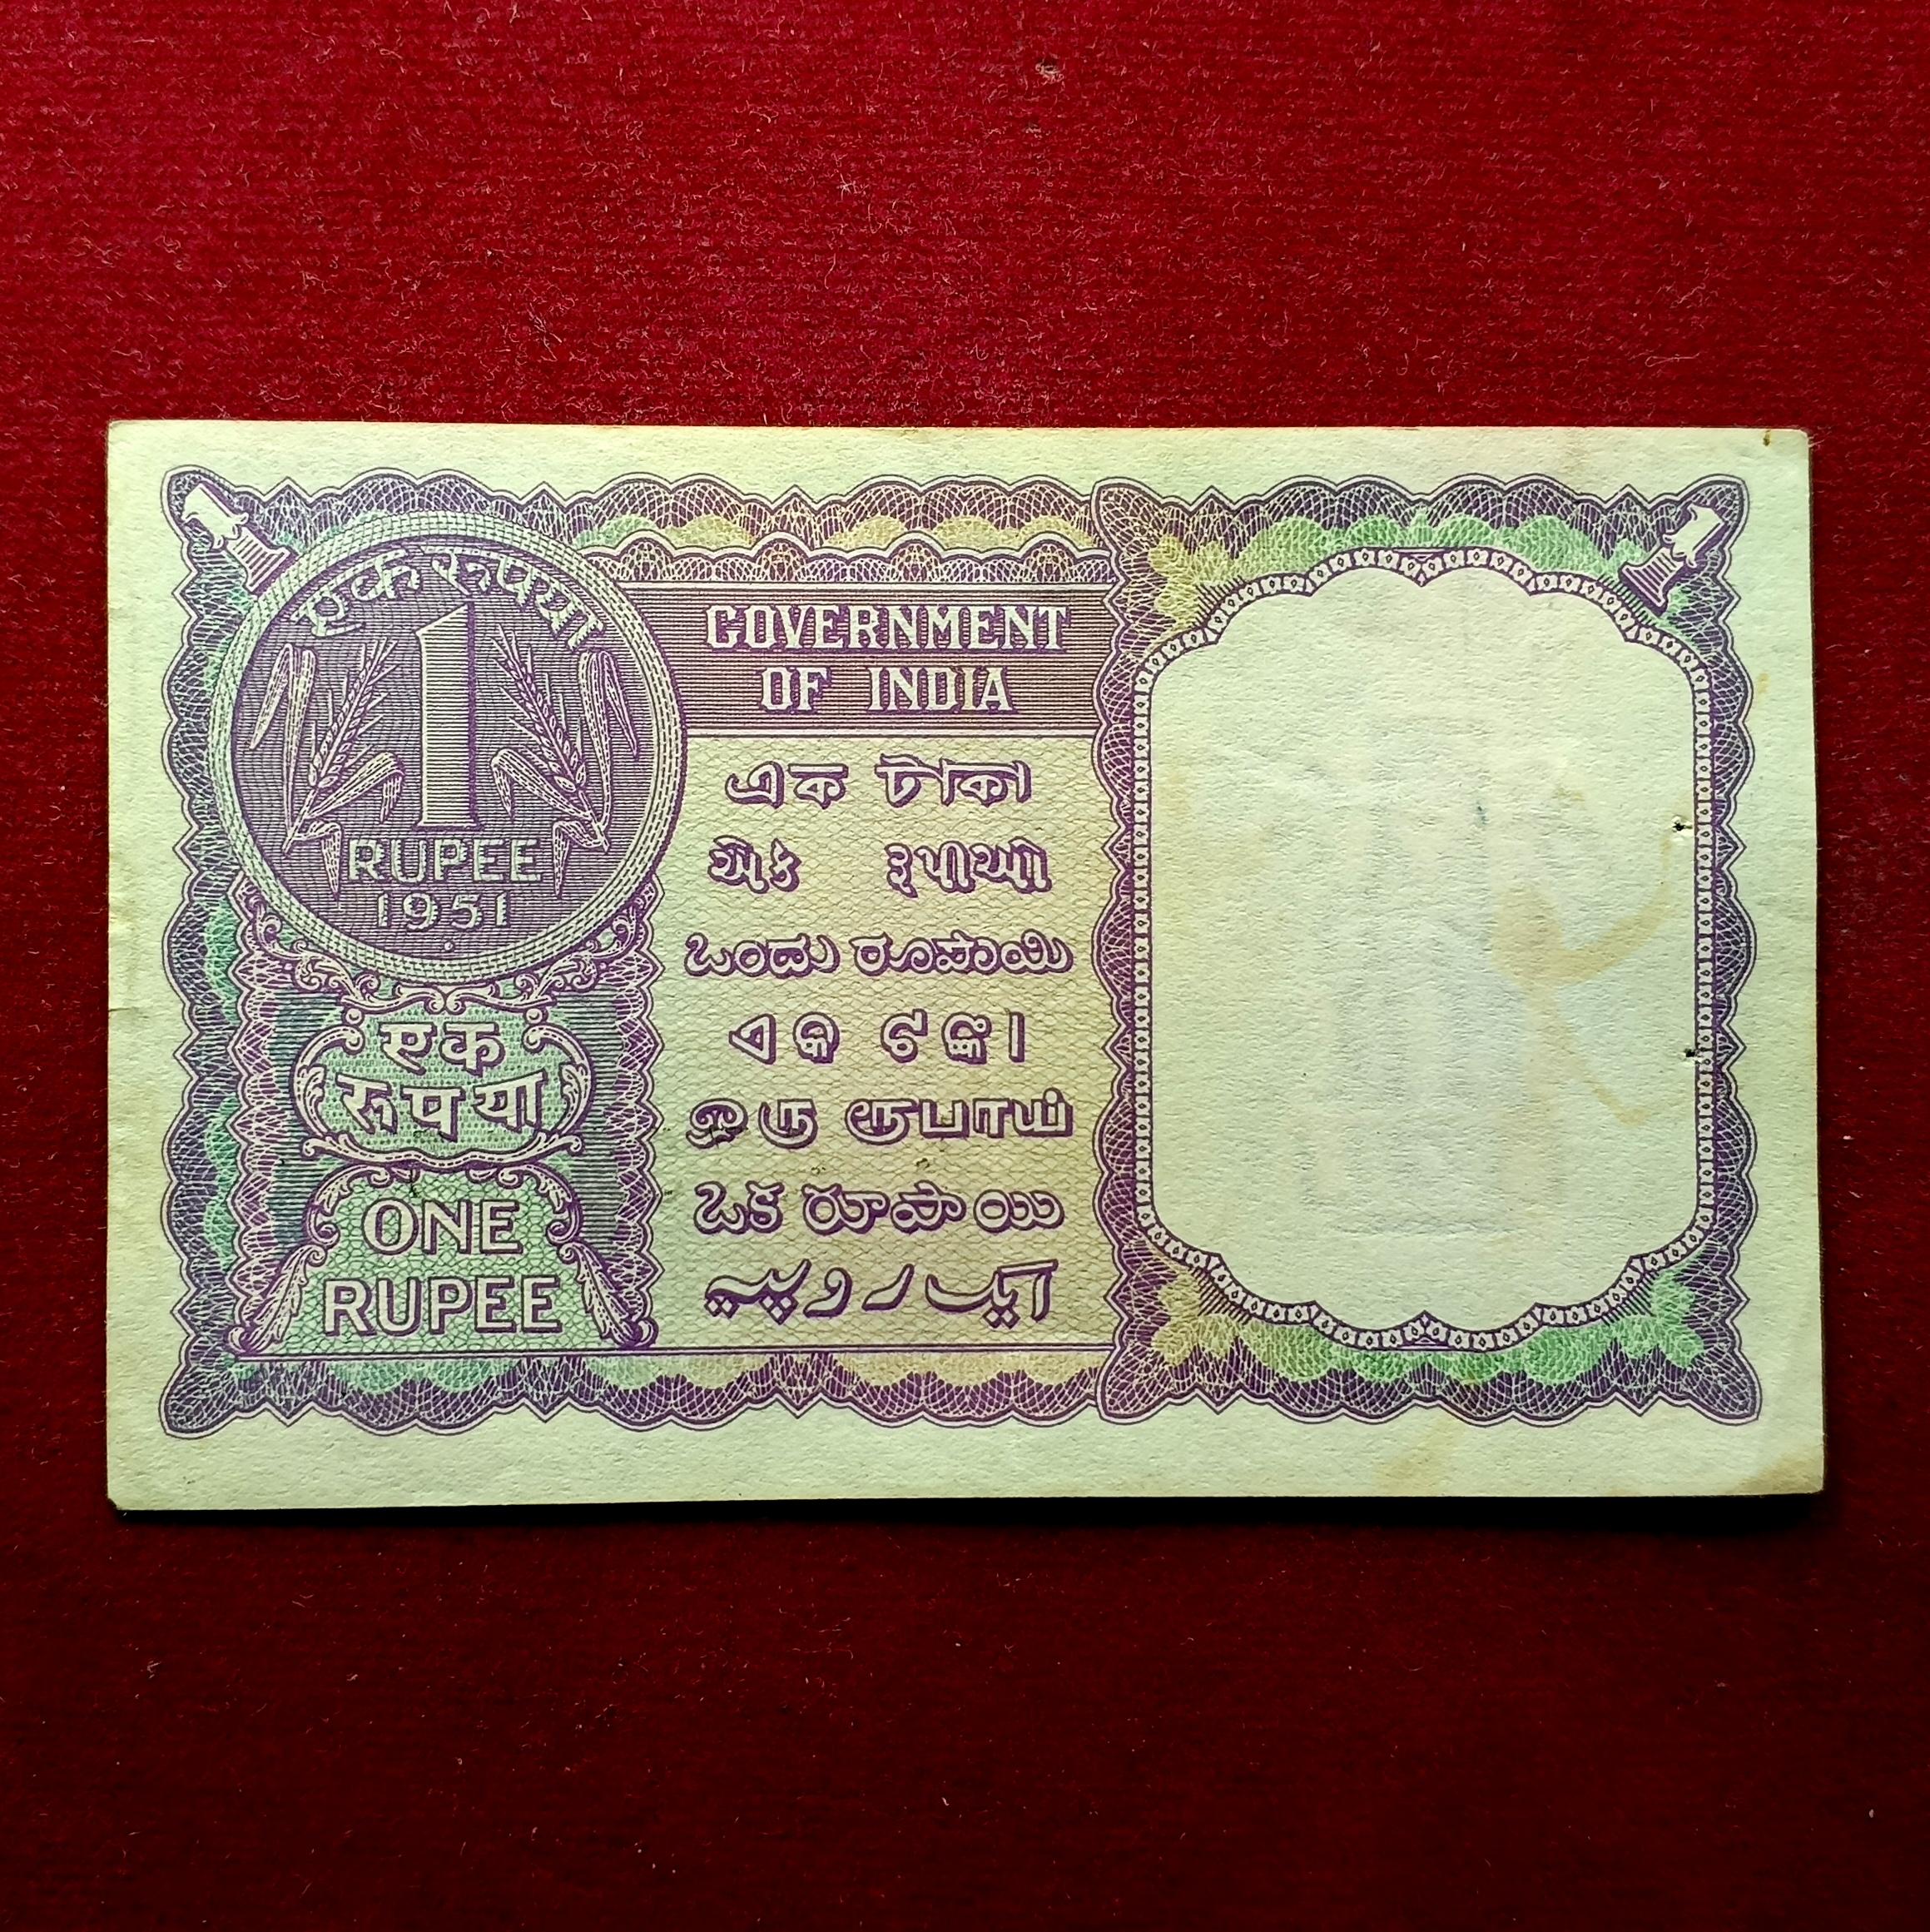 एक रुपया
1
RUPEE
1951
एक
रुपया
ONE
RUPEE
GOVERNMENT
OF INDIA
এক টাকা
એક રૂપીઓ
ಒಂದು ರೂಪಾಯಿ
ଏକ ଟଙ୍କା
ஒரு ரூபாய்
ఒక రూపాయి
ایک روپیہ